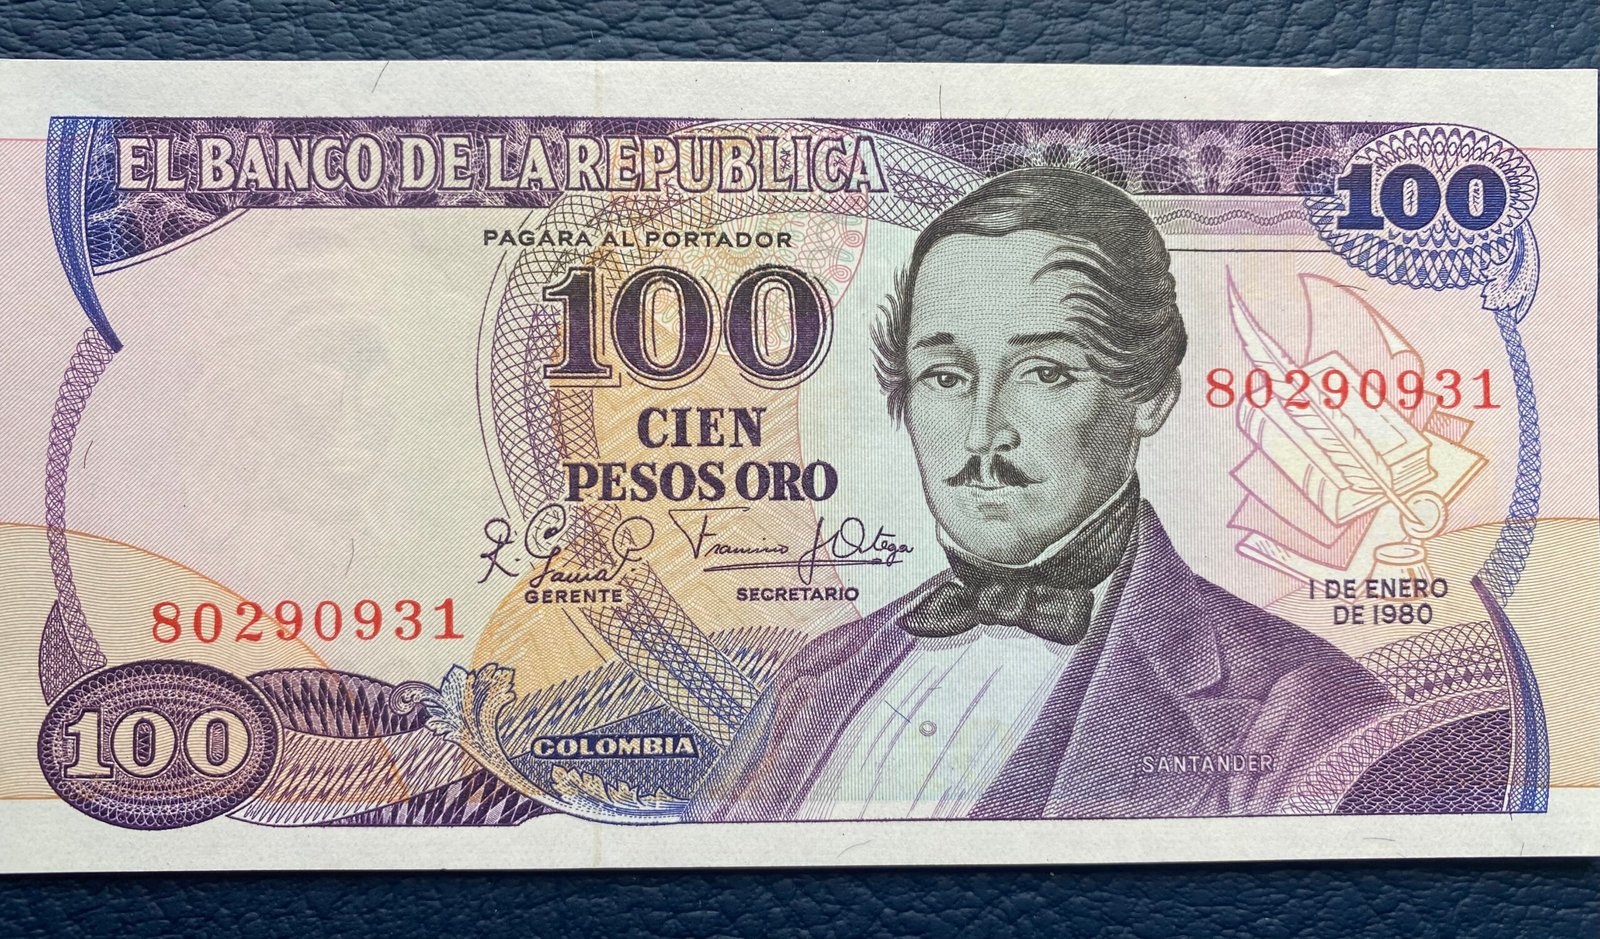 EL BANCO DE LA REPUBLICA
100
PAGARA AL PORTADOR
100
CIEN
PESOS ORO
80290931
GERENTE
SECRETARIO
1 DE ENERO
DE 1980
80290931
100
COLOMBIA
SANTANDER